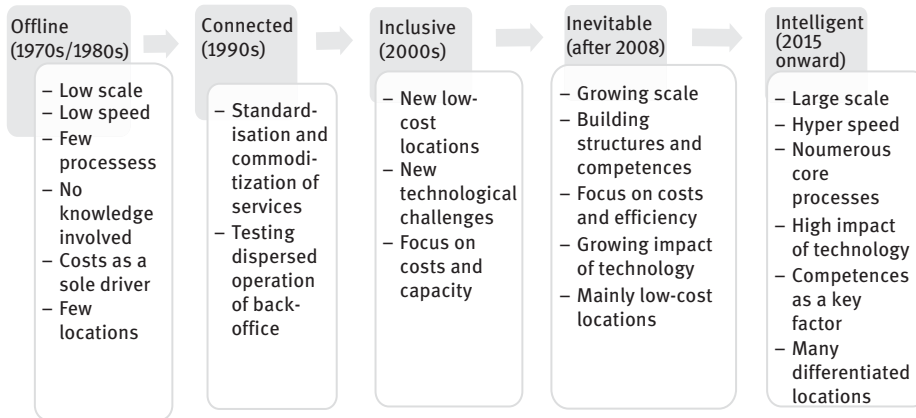 Offline
(1970s/1980s)
– Low scale
– Low speed
– Few
processess
– No
knowledge
involved
– Costs as a
sole driver
– Few
locations
Connected
(1990s)
– Standard-
isation and
commodi-
tization of
services
– Testing
dispersed
operation
of back-
office
Inclusive
(2000s)
– New low-
cost
locations
– New
technological
challenges
– Focus on
costs and
capacity
Inevitable
(after 2008)
– Growing scale
– Building
structures and
competences
– Focus on costs
and efficiency
– Growing impact
of technology
– Mainly low-cost
locations
Intelligent
(2015
onward)
– Large scale
– Hyper speed
– Noumerous
core
processes
– High impact
of technology
– Competences
as a key
factor
– Many
differentiated
locations